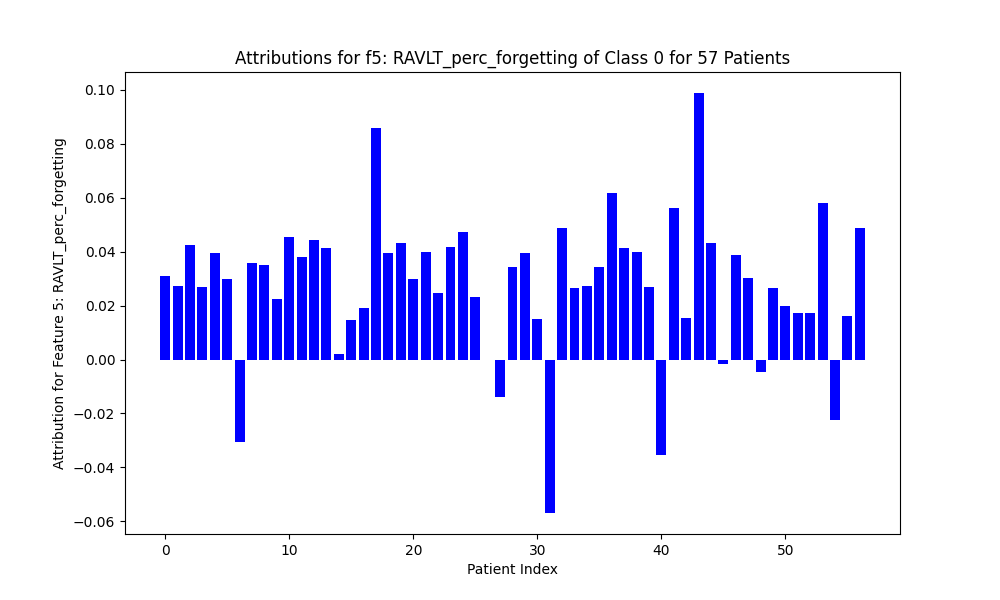 Attributions for f5: RAVLT_perc_forgetting of Class 0 for 57 Patients
Attribution for Feature 5: RAVLT_perc_forgetting
0.10
0.08
0.06
0.04
0.02
0.00
−0.02
−0.04
−0.06
0 10 20 30 40 50
Patient Index